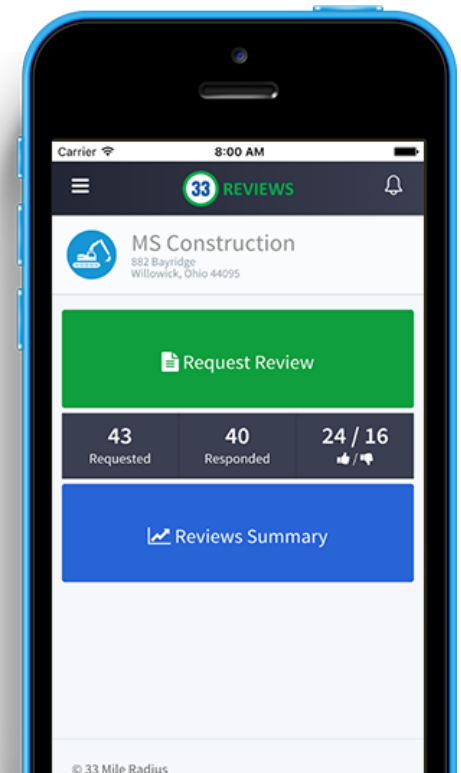 Carrier 8:00 AM
33 REVIEWS
MS Construction
882 Bayridge
Willowick, Ohio 44095
Request Review
43 40 24 / 16
Requested Responded /
Reviews Summary
© 33 Mile Radius